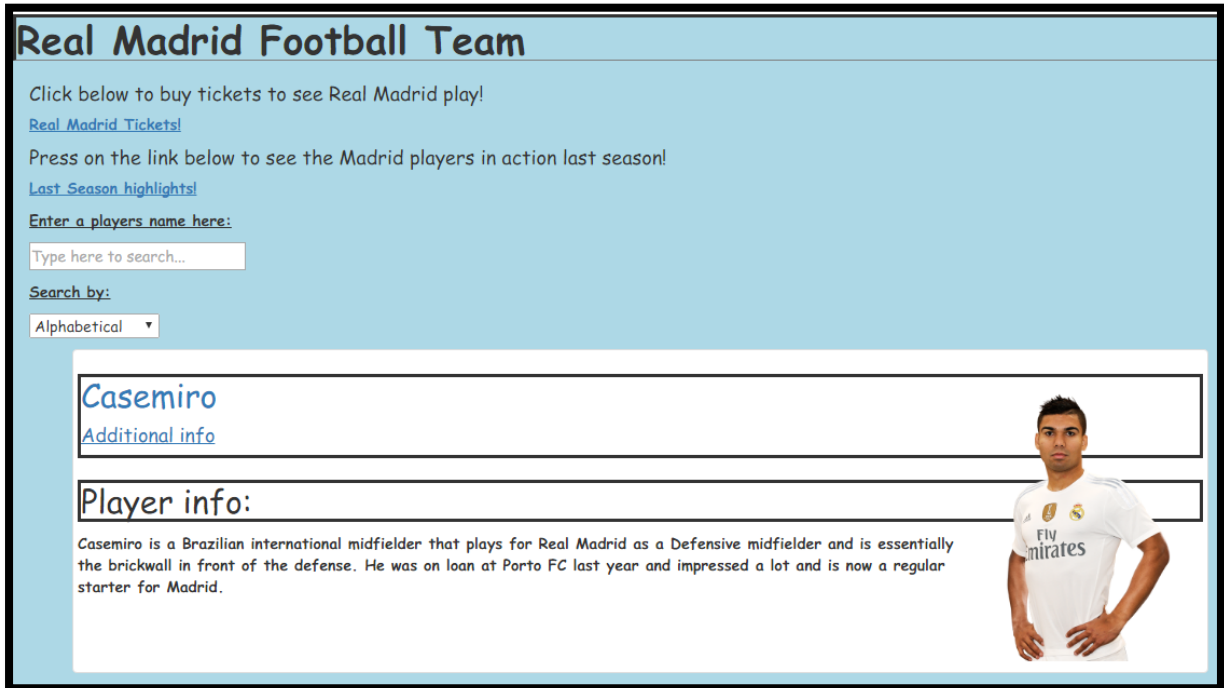 Real Madrid Football Team
Click below to buy tickets to see Real Madrid play!
Real Madrid Tickets!
Press on the link below to see the Madrid players in action last season!
Last Season highlights!
Enter a players name here:
Type here to search...
Search by:
Alphabetical
Casemiro
Additional info
Player info:
Casemiro is a Brazilian international midfielder that plays for Real Madrid as a Defensive midfielder and is essentially
the brickwall in front of the defense. He was on loan at Porto FC last year and impressed a lot and is now a regular
starter for Madrid.
Fly
Emirates